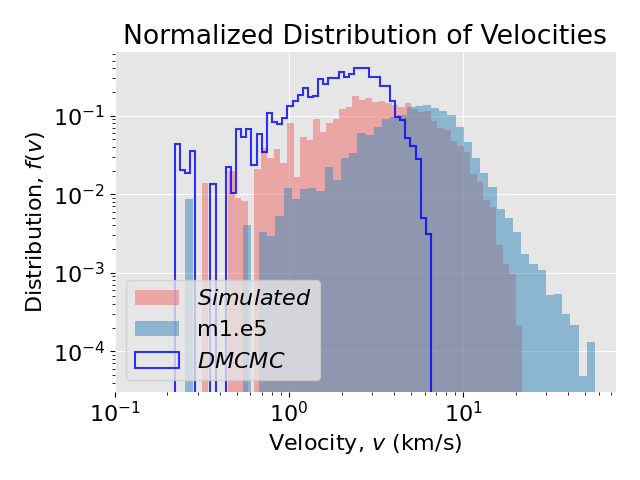 Normalized Distribution of Velocities
Distribution, f(v)
10⁻¹
10⁻²
10⁻³
10⁻⁴
Simulated
m1.e5
DMCMC
10⁻¹ 10⁰ 10¹
Velocity, v (km/s)